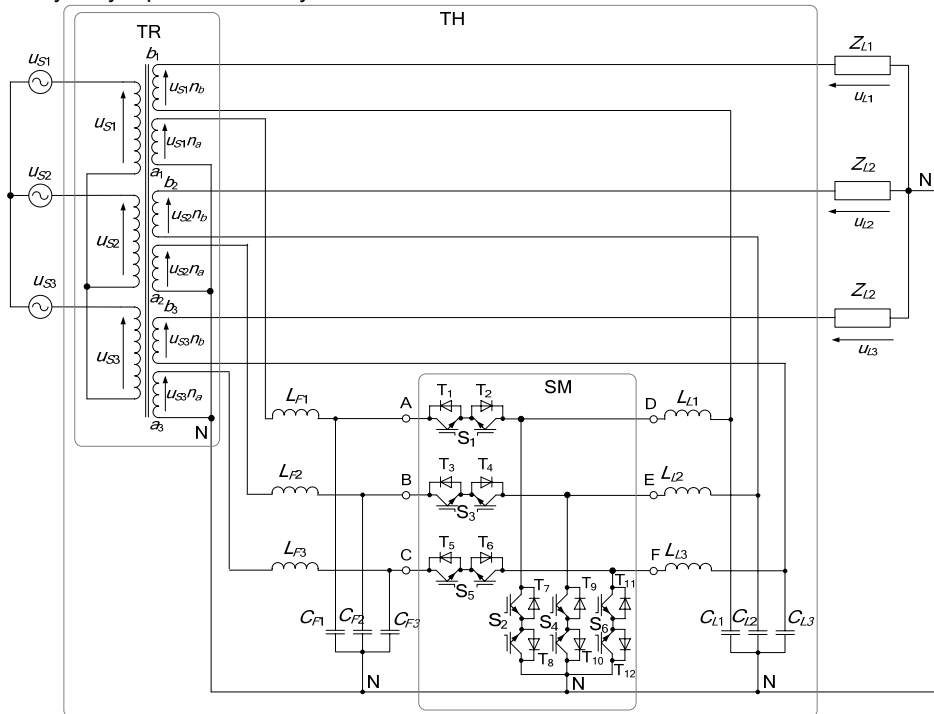 TH
TR
b1
uS1
uS1nb
uS1
uS1na
a1
ZL1
uL1
b2
uS2
uS2nb
uS2
uS2na
a2
ZL2
N
uL2
b3
uS3
uS3nb
uS3
uS3na
a3
N
ZL2
uL3
SM
LF1
A
T1
T2
S1
D
LL1
LF2
B
T3
T4
S3
E
LL2
LF3
C
T5
T6
S5
F
LL3
T7
T9
T11
S2
S4
S6
T8
T10
T12
CF1
CF2
CF3
CL1
CL2
CL3
N
N
N